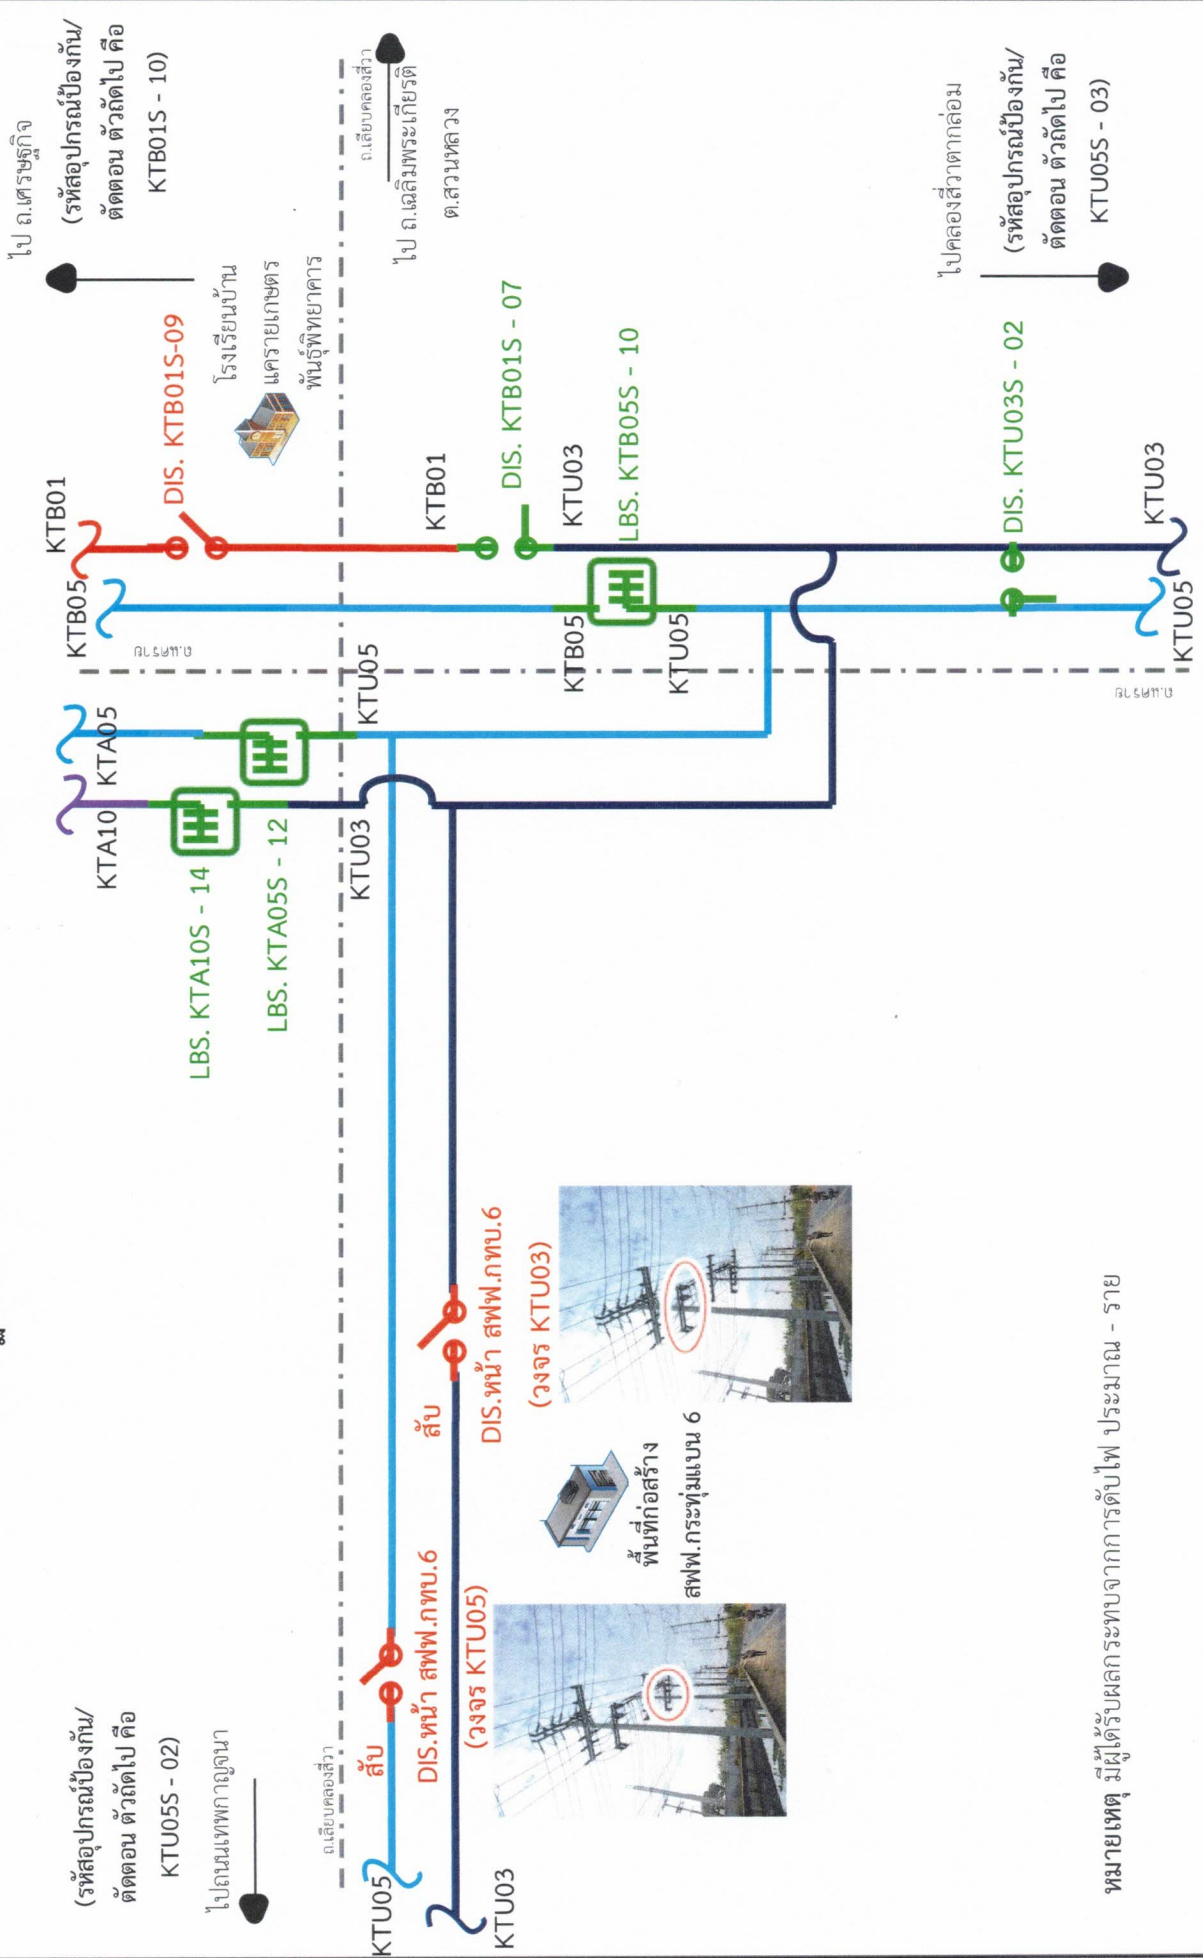 (รหัสอุปกรณ์ป้องกัน/
ตัดตอน ตัวถัดไป คือ
KTU05S - 02)
ไปถนนเทพกาญจนา
ถ.เลียบคลองสี่วา
KTU05
KTU03
สับ
DIS.หน้า สฟฟ.กทบ.6
(วงจร KTU05)
สับ
DIS.หน้า สฟฟ.กทบ.6
(วงจร KTU03)
พื้นที่ก่อสร้าง
สฟฟ.กระทุ่มแบน 6
LBS. KTA10S - 14
LBS. KTA05S - 12
KTA10
KTA05
KTU03
KTU05
ถ.แคราย
KTB05
KTB01
DIS. KTB01S-09
โรงเรียนบ้าน
แครายเกษตร
พันธุ์พิทยาคาร
ไป ถ.เศรษฐกิจ
(รหัสอุปกรณ์ป้องกัน/
ตัดตอน ตัวถัดไป คือ
KTB01S - 10)
ถ.เลียบคลองสี่วา
ไป ถ.เฉลิมพระเกียรติ
ต.สวนหลวง
KTB01
DIS. KTB01S - 07
KTU03
LBS. KTB05S - 10
KTB05
KTU05
DIS. KTU03S - 02
ไปคลองสี่วาตากล่อม
(รหัสอุปกรณ์ป้องกัน/
ตัดตอน ตัวถัดไป คือ
KTU05S - 03)
KTU03
KTU05
ถ.แคราย
หมายเหตุ มีผู้ได้รับผลกระทบจากการดับไฟ ประมาณ - ราย